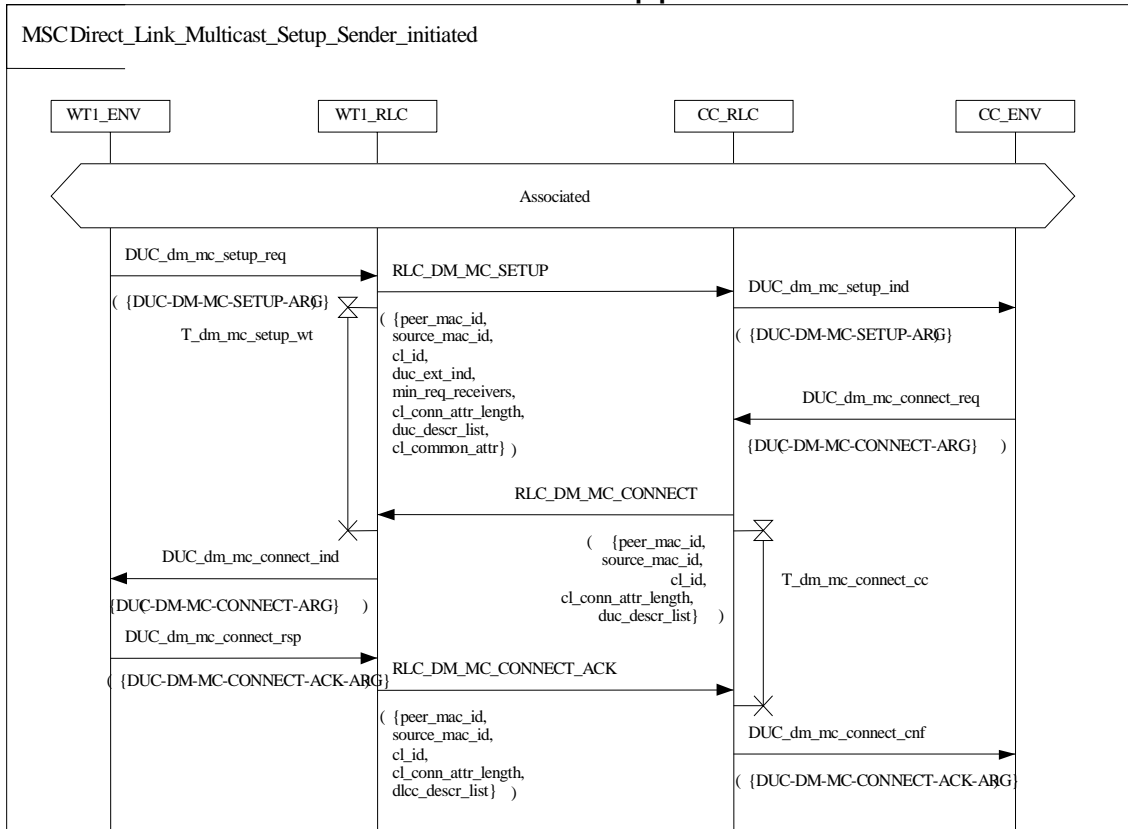 MSCDirect_Link_Multicast_Setup_Sender_initiated
WT1_ENV
WT1_RLC
CC_RLC
CC_ENV
Associated
DUC_dm_mc_setup_req
( {DUC-DM-MC-SETUP-ARG} )
RLC_DM_MC_SETUP
T_dm_mc_setup_wt
( {peer_mac_id,
source_mac_id,
cl_id,
duc_ext_ind,
min_req_receivers,
cl_conn_attr_length,
duc_descr_list,
cl_common_attr} )
DUC_dm_mc_setup_ind
( {DUC-DM-MC-SETUP-ARG} )
DUC_dm_mc_connect_req
( {DUC-DM-MC-CONNECT-ARG} )
RLC_DM_MC_CONNECT
( {peer_mac_id,
source_mac_id,
cl_id,
cl_conn_attr_length,
duc_descr_list} )
T_dm_mc_connect_cc
DUC_dm_mc_connect_ind
( {DUC-DM-MC-CONNECT-ARG} )
DUC_dm_mc_connect_rsp
( {DUC-DM-MC-CONNECT-ACK-ARG} )
RLC_DM_MC_CONNECT_ACK
( {peer_mac_id,
source_mac_id,
cl_id,
cl_conn_attr_length,
dlcc_descr_list} )
DUC_dm_mc_connect_cnf
( {DUC-DM-MC-CONNECT-ACK-ARG} )